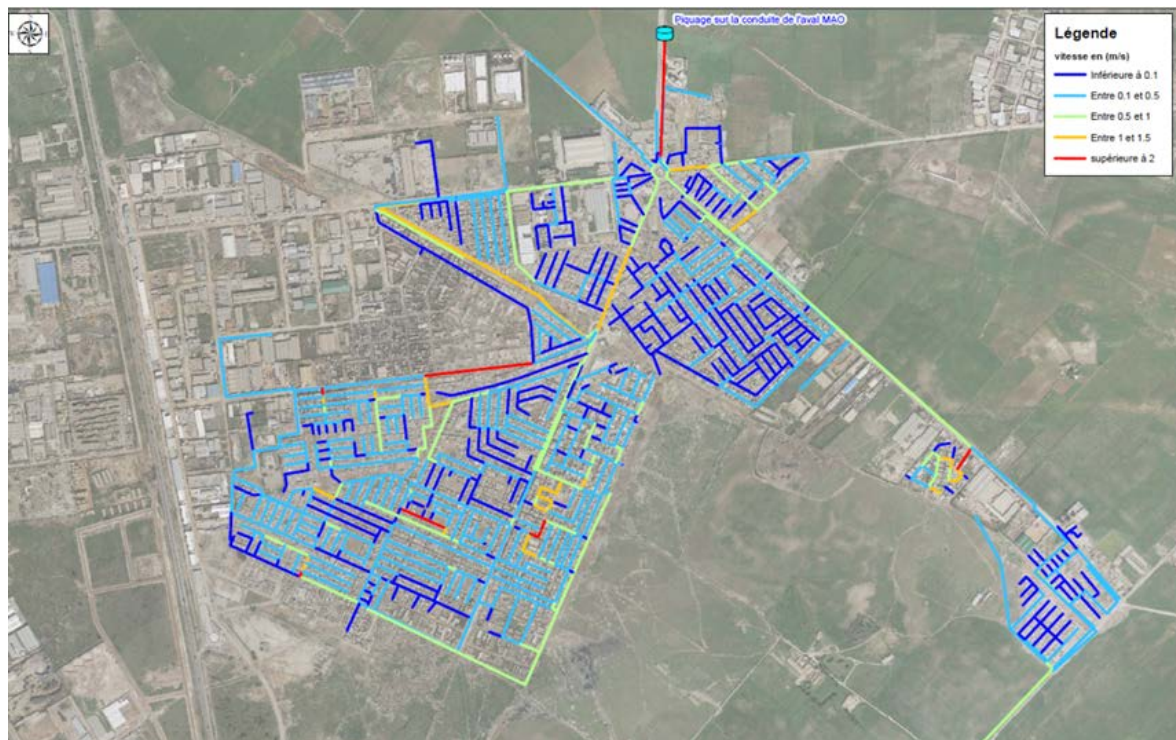 Piquage sur la conduite de l'aval MAO
Légende
vitesse en (m/s)
Inférieure à 0.1
Entre 0.1 et 0.5
Entre 0.5 et 1
Entre 1 et 1.5
supérieure à 2